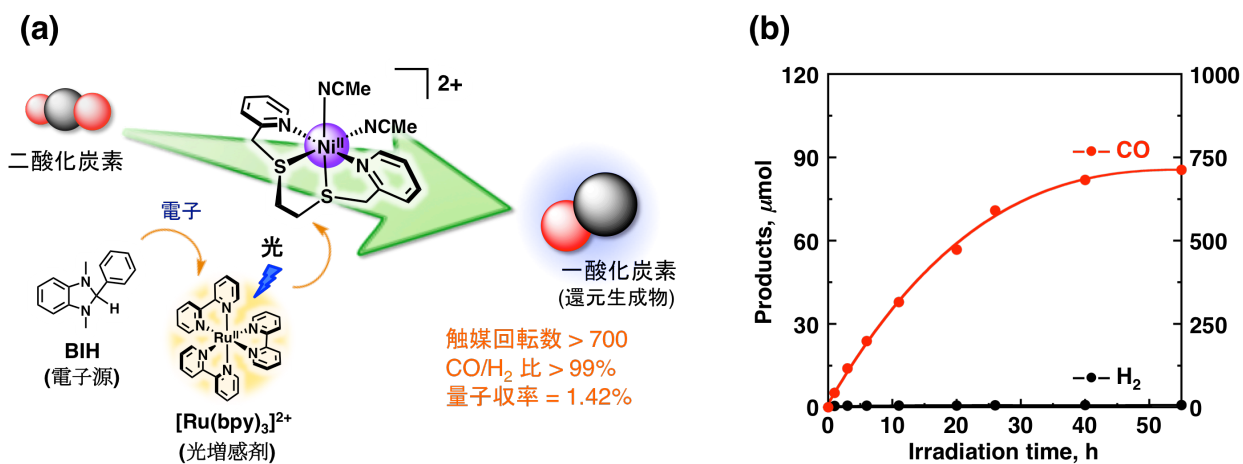 (a)
NCMe
2+
N
NCMe
Ni^II
N
S
S
二酸化炭素
電子
光
N
N
H
BIH
(電子源)
N
N
N
Ru^II
N
N
N
[Ru(bpy)₃]²⁺
(光増感剤)
一酸化炭素
(還元生成物)
触媒回転数 > 700
CO/H₂ 比 > 99%
量子収率 = 1.42%
(b)
Products, μmol
120
90
60
30
0
1000
750
500
250
0
CO
H₂
0 10 20 30 40 50
Irradiation time, h